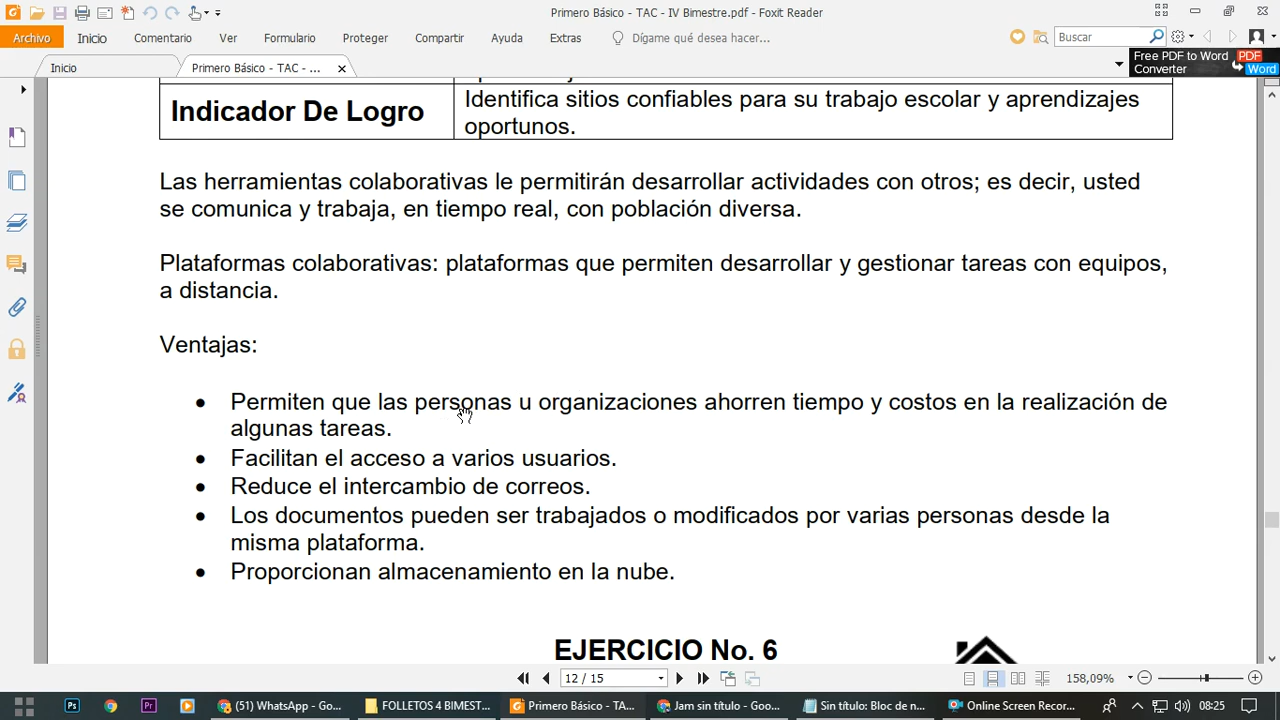 Primero Básico - TAC - IV Bimestre.pdf - Foxit Reader
Archivo Inicio Comentario Ver Formulario Proteger Compartir Ayuda Extras Dígame qué desea hacer... Buscar
Inicio Primero Básico - TAC - ... Free PDF to Word Converter PDF Word
Indicador De Logro
Identifica sitios confiables para su trabajo escolar y aprendizajes
oportunos.
Las herramientas colaborativas le permitirán desarrollar actividades con otros; es decir, usted
se comunica y trabaja, en tiempo real, con población diversa.
Plataformas colaborativas: plataformas que permiten desarrollar y gestionar tareas con equipos,
a distancia.
Ventajas:
• Permiten que las personas u organizaciones ahorren tiempo y costos en la realización de
algunas tareas.
• Facilitan el acceso a varios usuarios.
• Reduce el intercambio de correos.
• Los documentos pueden ser trabajados o modificados por varias personas desde la
misma plataforma.
• Proporcionan almacenamiento en la nube.
EJERCICIO No. 6
12 / 15 158,09%
Ps Pr (51) WhatsApp - Go... FOLLETOS 4 BIMEST... Primero Básico - TA... Jam sin título - Goo... Sin título: Bloc de n... Online Screen Recor... 08:25